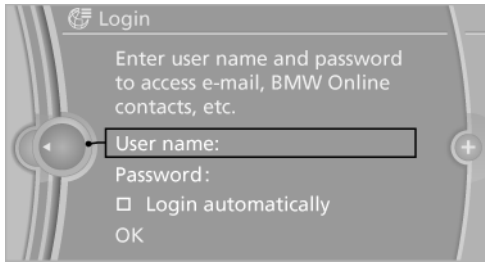 Login
Enter user name and password
to access e-mail, BMW Online
contacts, etc.
User name:
Password:
Login automatically
OK